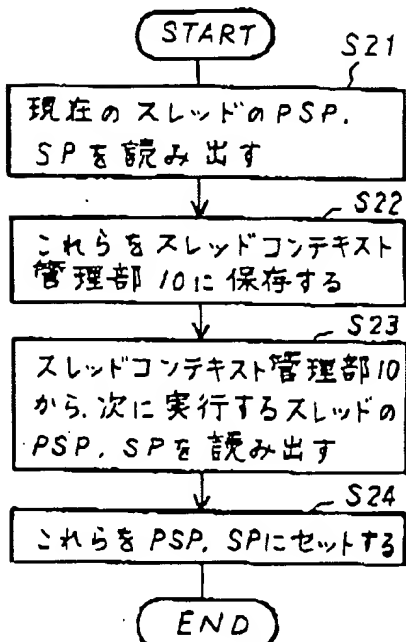 START
S21
現在のスレッドのPSP.
SPを読み出す
S22
これらをスレッドコンテキスト
管理部10に保存する
S23
スレッドコンテキスト管理部10
から.次に実行するスレッドの
PSP.SPを読み出す
S24
これらをPSP.SPにセットする
END